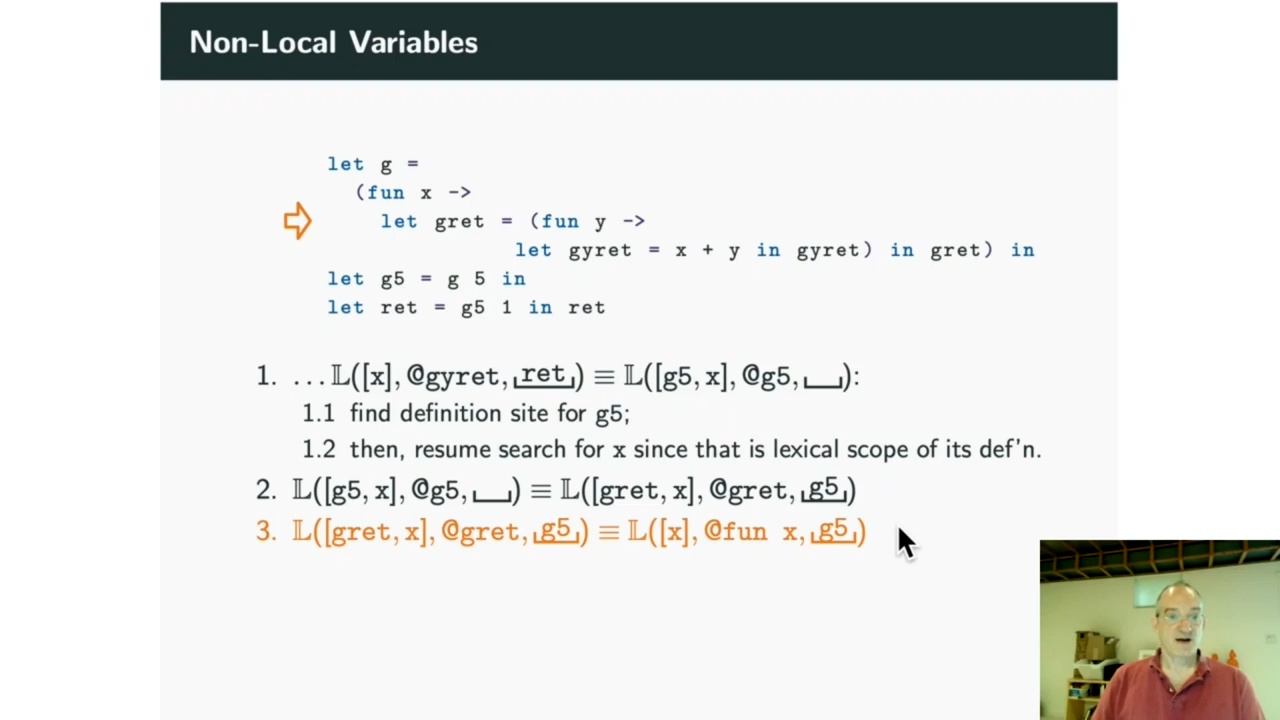 Non-Local Variables
let g =
(fun x ->
let gret = (fun y ->
let gyret = x + y in gyret) in gret) in
let g5 = g 5 in
let ret = g5 1 in ret
1. …𝕃([x], @gyret, ⎵ret⎵) ≡ 𝕃([g5, x], @g5, ⎵):
1.1 find definition site for g5;
1.2 then, resume search for x since that is lexical scope of its def'n.
2. 𝕃([g5, x], @g5, ⎵) ≡ 𝕃([gret, x], @gret, ⎵g5⎵)
3. 𝕃([gret, x], @gret, ⎵g5⎵) ≡ 𝕃([x], @fun x, ⎵g5⎵)